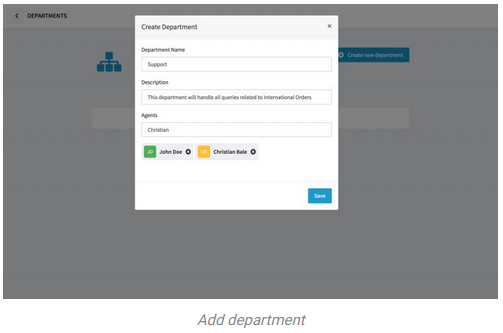 DEPARTMENTS
Create Department
×
Create new department
Department Name
Support
Description
This department will handle all queries related to International Orders
Agents
Christian
JD John Doe
CB Christian Bale
Save
Add department